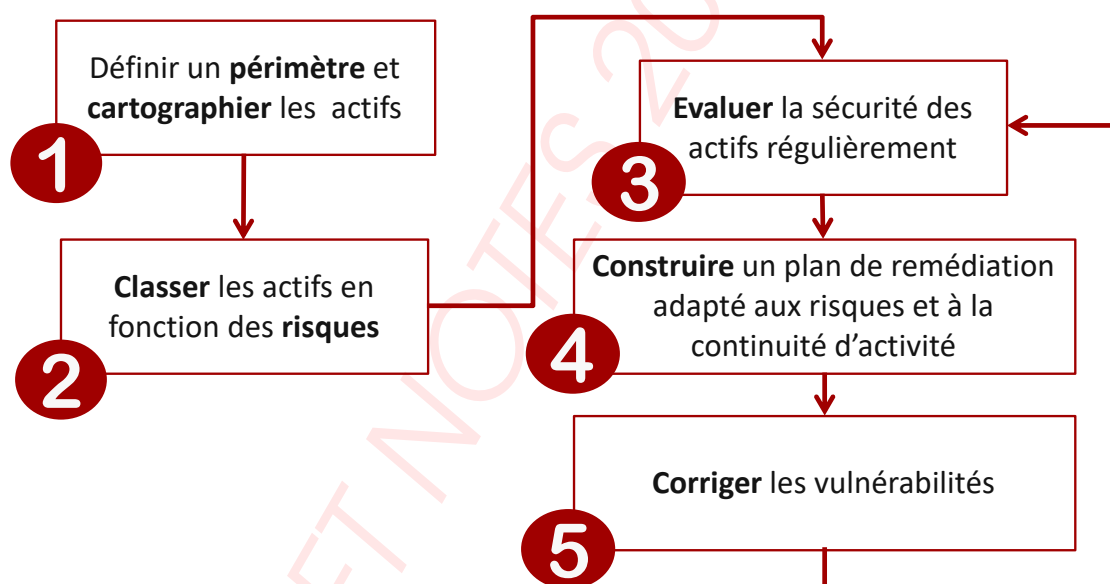 Définir un périmètre et
cartographier les actifs
1
Classer les actifs en
fonction des risques
2
Evaluer la sécurité des
actifs régulièrement
3
Construire un plan de remédiation
adapté aux risques et à la
continuité d’activité
4
Corriger les vulnérabilités
5
NOTES 20